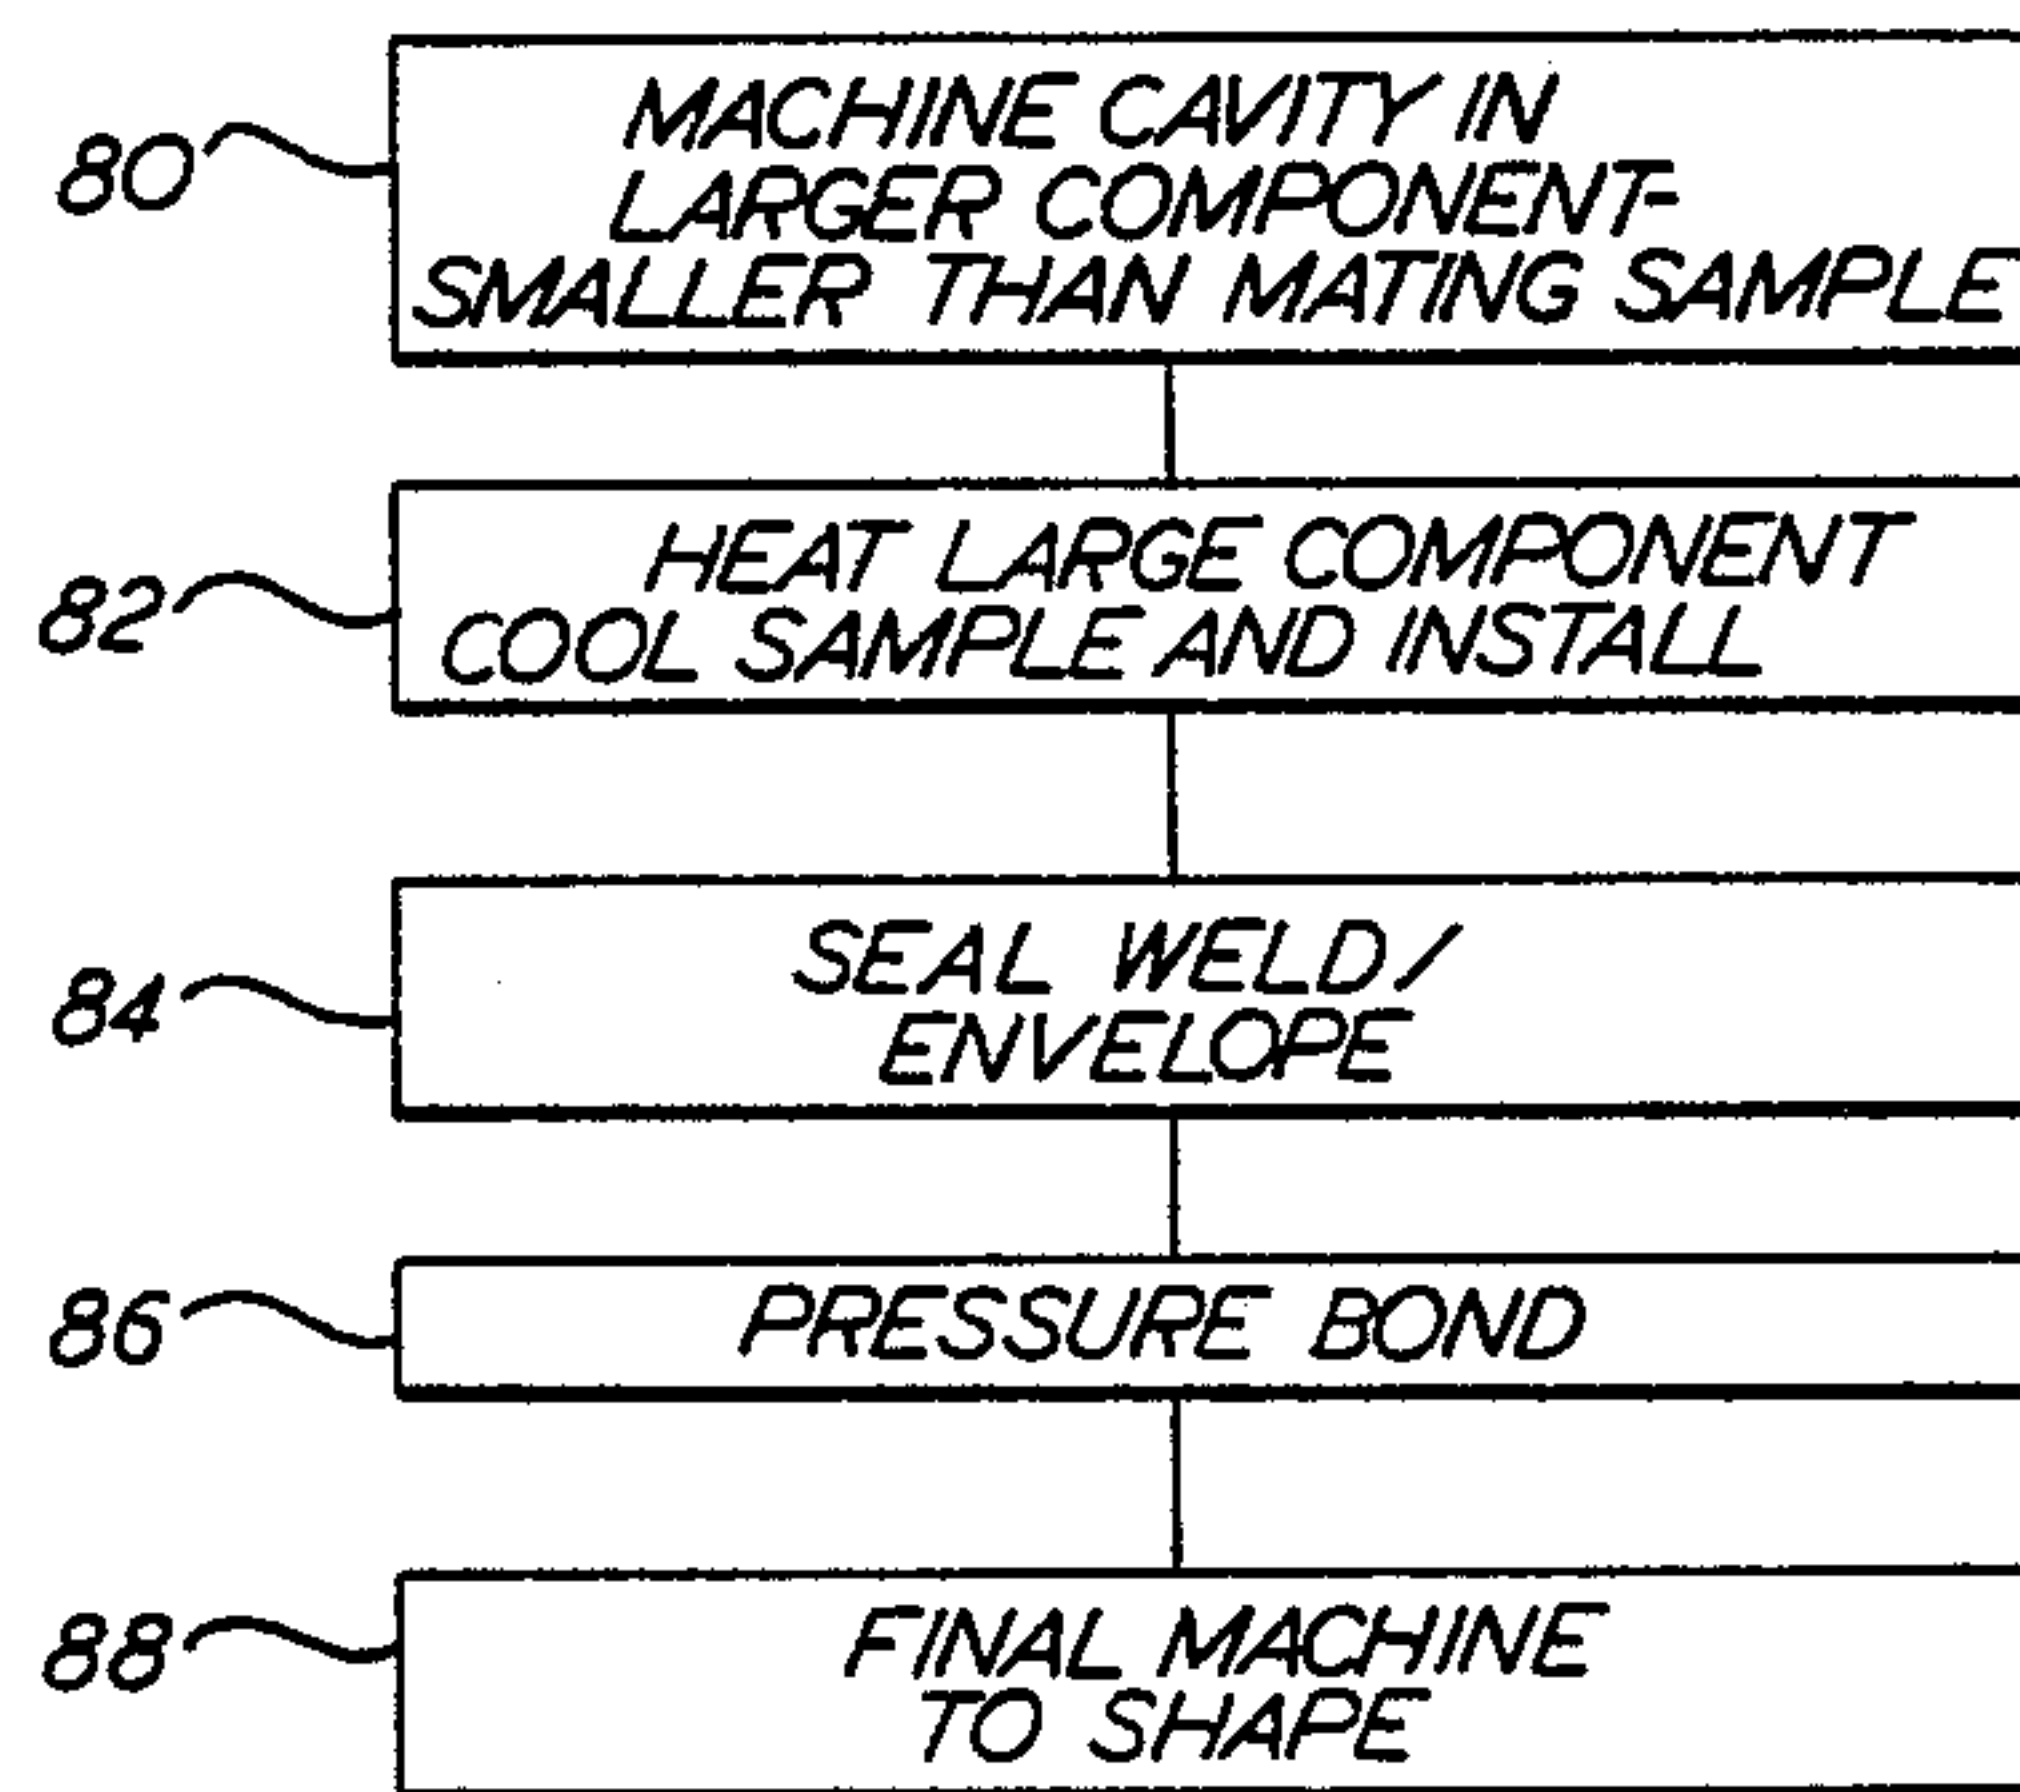 80
MACHINE CAVITY IN
LARGER COMPONENT-
SMALLER THAN MATING SAMPLE
82
HEAT LARGE COMPONENT
COOL SAMPLE AND INSTALL
84
SEAL WELD/
ENVELOPE
86
PRESSURE BOND
88
FINAL MACHINE
TO SHAPE